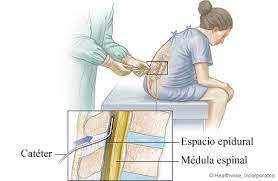 Espacio epidural
Catéter
Médula espinal
© Healthwise, Incorporated